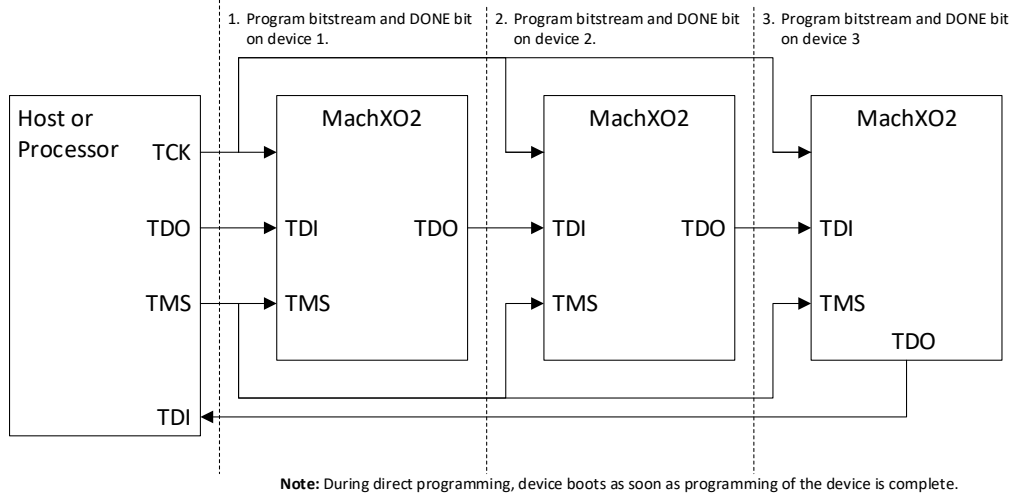 1. Program bitstream and DONE bit
on device 1.
2. Program bitstream and DONE bit
on device 2.
3. Program bitstream and DONE bit
on device 3
Host or
Processor
TCK
TDO
TMS
TDI
MachXO2
TDI
TDO
TMS
MachXO2
TDI
TDO
TMS
MachXO2
TDI
TMS
TDO
Note: During direct programming, device boots as soon as programming of the device is complete.